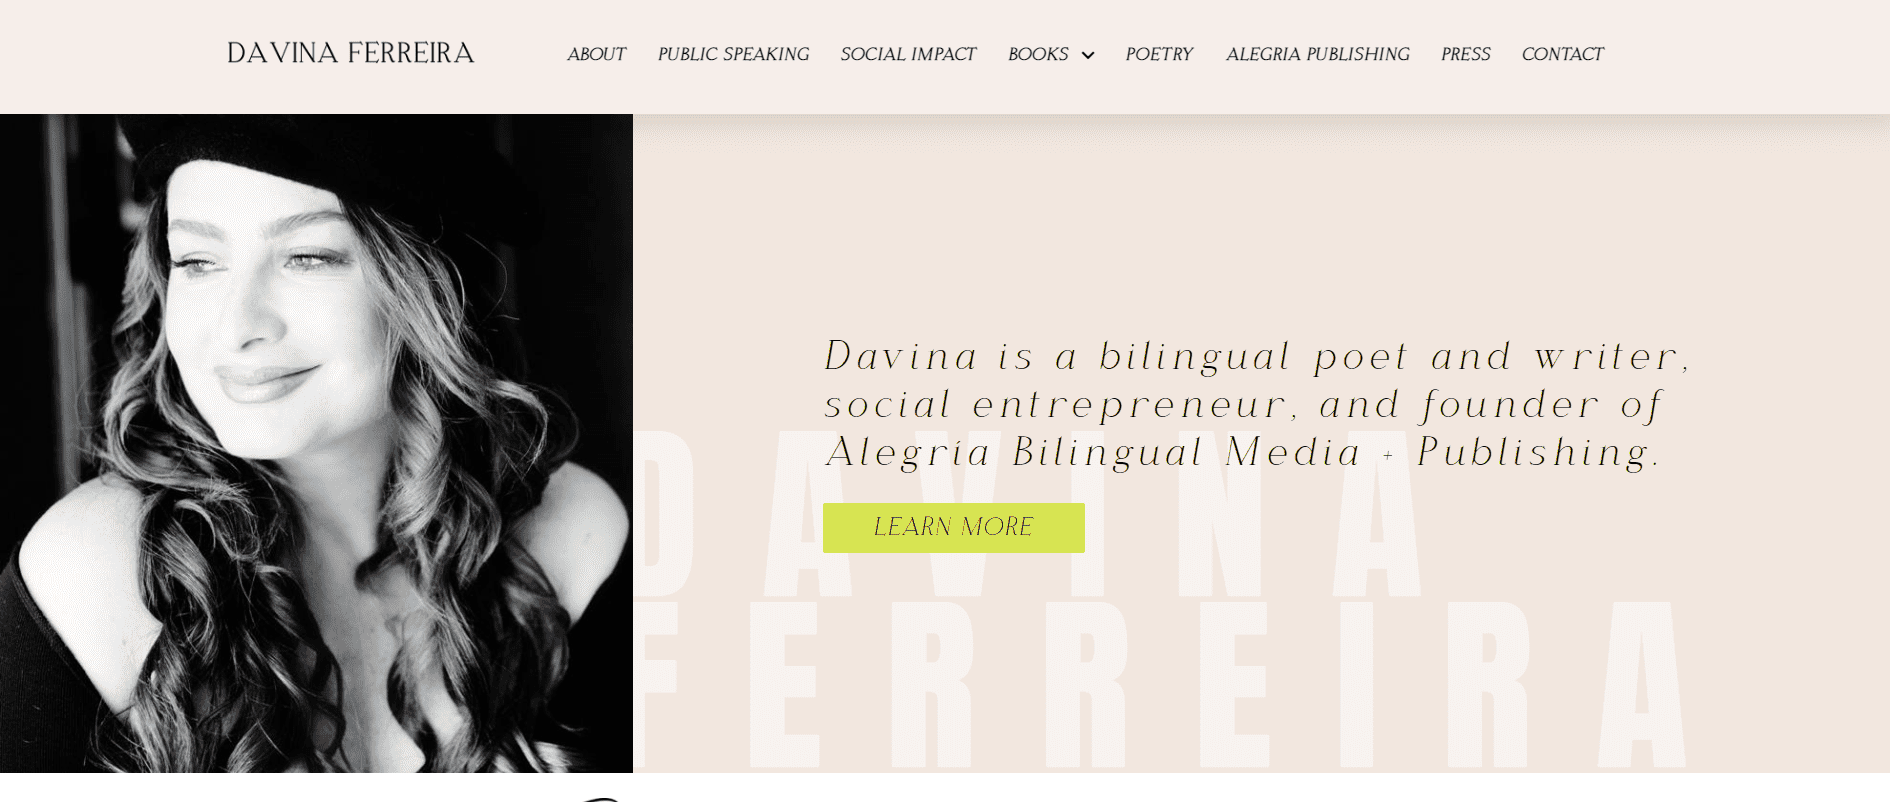 DAVINA FERREIRA
ABOUT PUBLIC SPEAKING SOCIAL IMPACT BOOKS POETRY ALEGRIA PUBLISHING PRESS CONTACT
Davina is a bilingual poet and writer,
social entrepreneur, and founder of
Alegría Bilingual Media + Publishing.
LEARN MORE
DAVINA
FERREIRA